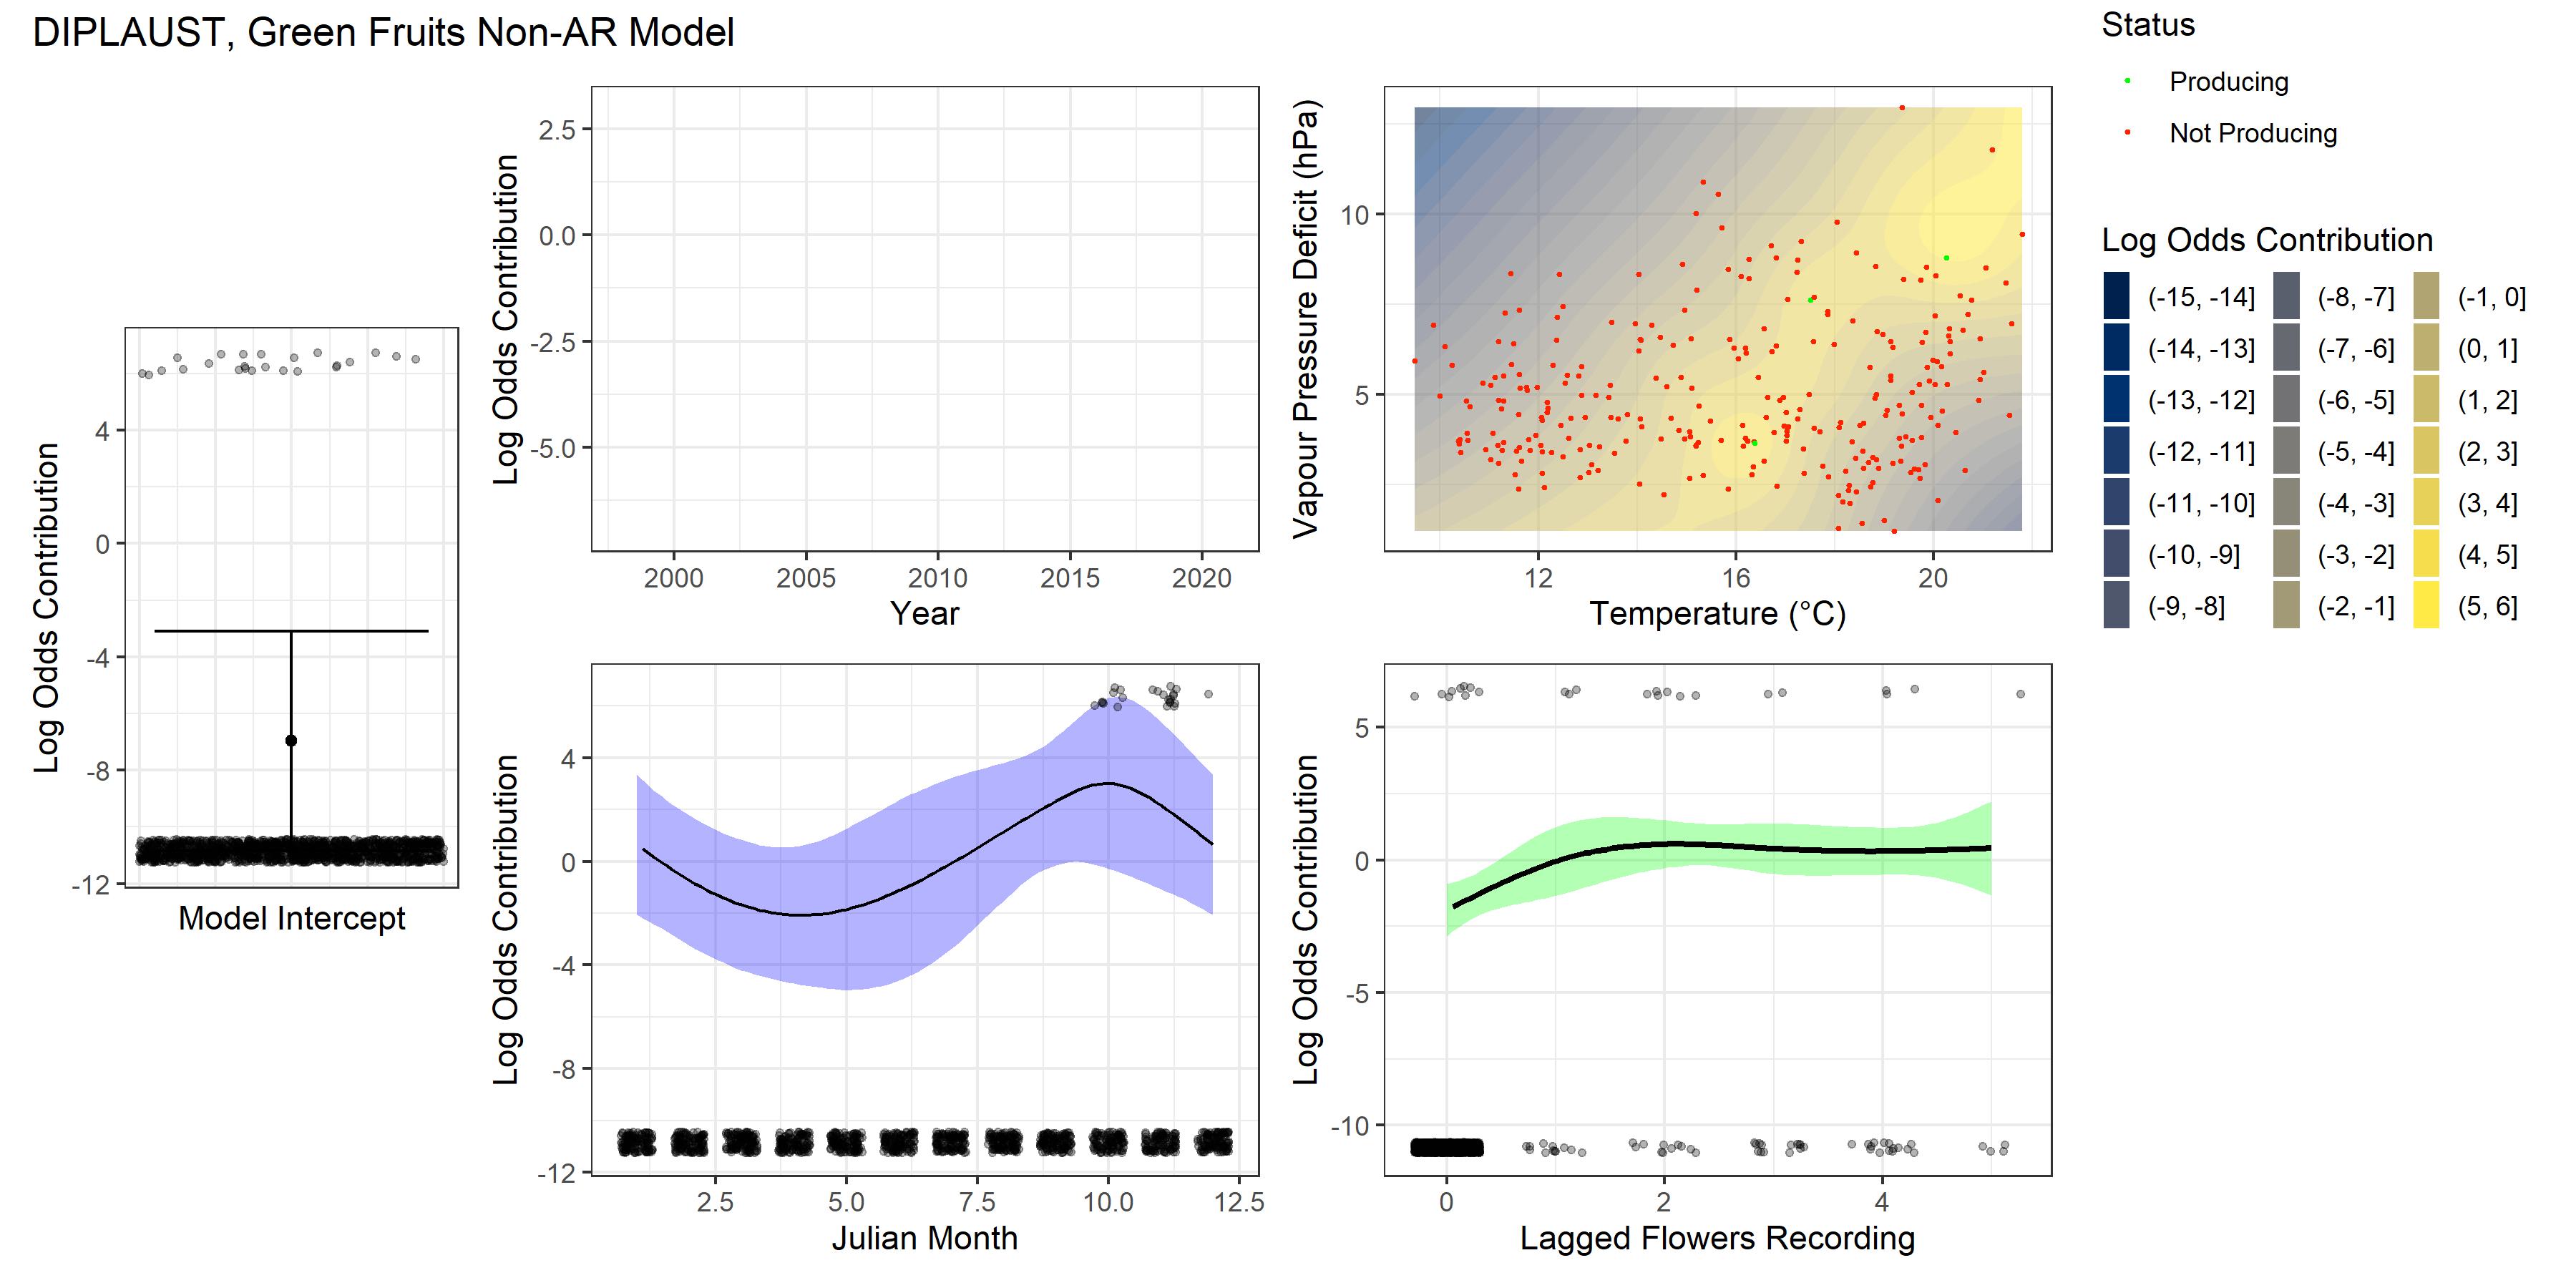 DIPLAUST, Green Fruits Non-AR Model
Log Odds Contribution
4
0
-4
-8
-12
Model Intercept
Log Odds Contribution
2.5
0.0
-2.5
-5.0
2000 2005 2010 2015 2020
Year
Vapour Pressure Deficit (hPa)
10
5
12 16 20
Temperature (°C)
Log Odds Contribution
4
0
-4
-8
-12
2.5 5.0 7.5 10.0 12.5
Julian Month
Log Odds Contribution
5
0
-5
-10
0 2 4
Lagged Flowers Recording
Status
Producing
Not Producing
Log Odds Contribution
(-15, -14] (-8, -7] (-1, 0]
(-14, -13] (-7, -6] (0, 1]
(-13, -12] (-6, -5] (1, 2]
(-12, -11] (-5, -4] (2, 3]
(-11, -10] (-4, -3] (3, 4]
(-10, -9] (-3, -2] (4, 5]
(-9, -8] (-2, -1] (5, 6]